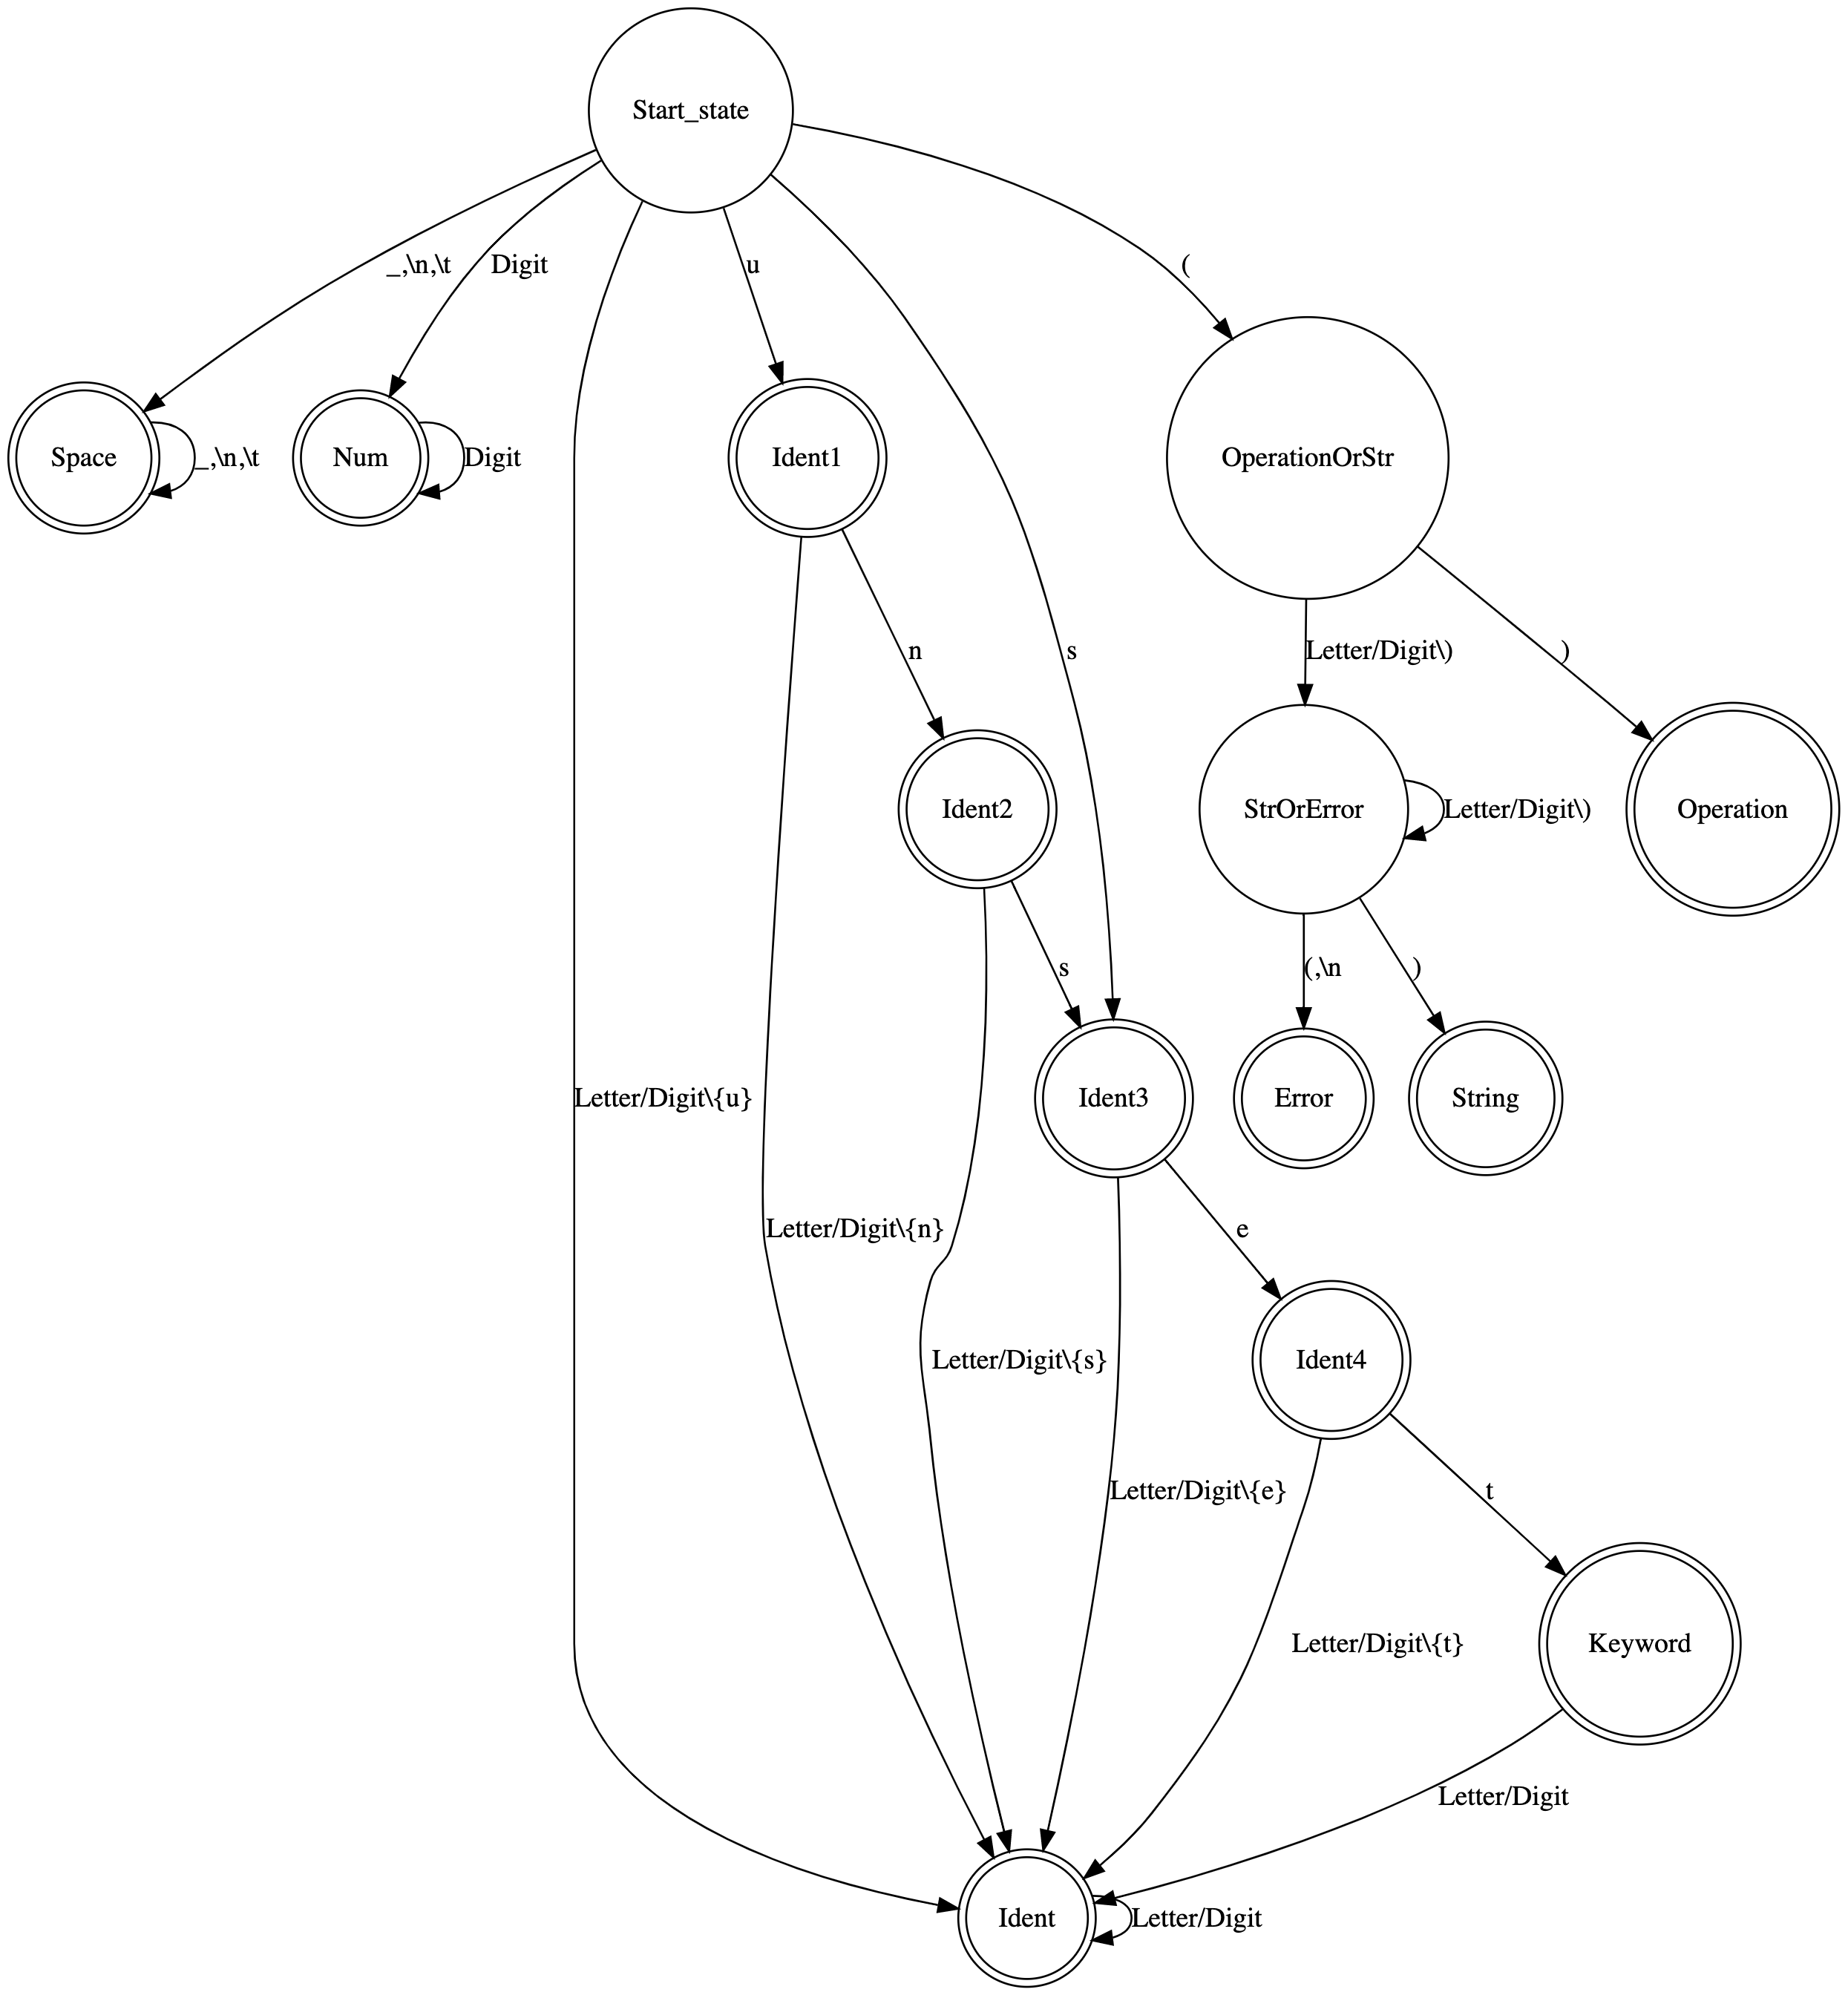 Start_state
_,\n,\t
Digit
u
(
Space
_,\n,\t
Num
Digit
Ident1
OperationOrStr
n
s
Letter/Digit\)
)
Ident2
StrOrError
Letter/Digit\)
Operation
s
(,\n
)
Letter/Digit\{u}
Ident3
Error
String
Letter/Digit\{n}
e
Letter/Digit\{s}
Ident4
Letter/Digit\{e}
t
Letter/Digit\{t}
Keyword
Letter/Digit
Ident
Letter/Digit